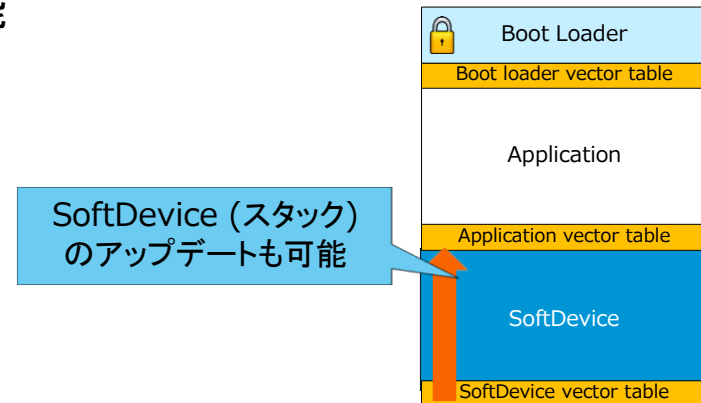 能
Boot Loader
Boot loader vector table
Application
SoftDevice (スタック)
のアップデートも可能
Application vector table
SoftDevice
SoftDevice vector table